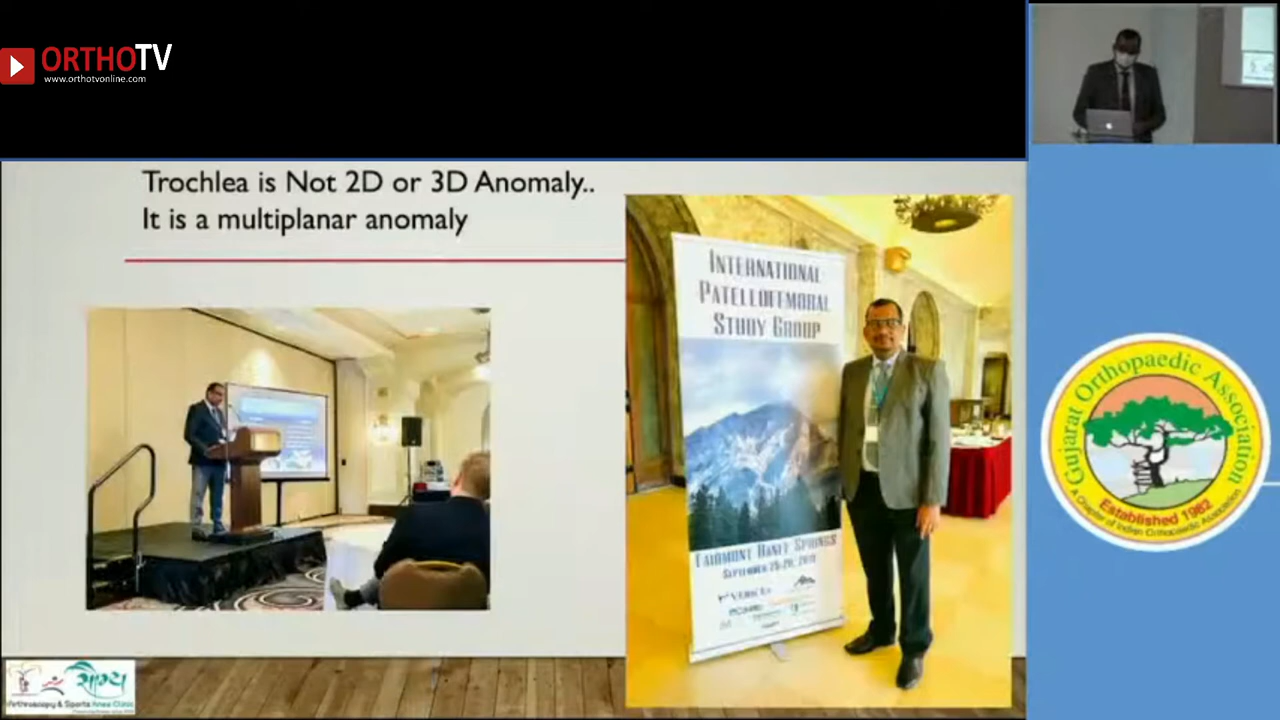 ORTHOTV
www.orthotvonline.com
Trochlea is Not 2D or 3D Anomaly..
It is a multiplanar anomaly
INTERNATIONAL
PATELLOFEMORAL
STUDY GROUP
FAIRMONT BANFF SPRINGS
SEPTEMBER
Gujarat Orthopaedic Association
Established 1982
A Chapter of Indian Orthopaedic Association
સૌમ્ય
Arthroscopy & Sports Knee Clinic